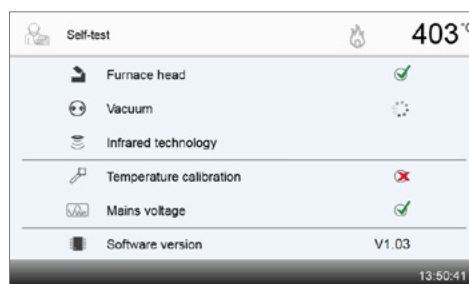 Self-test 403 °C
Furnace head
Vacuum
Infrared technology
Temperature calibration
Mains voltage
Software version V1.03
13:50:41